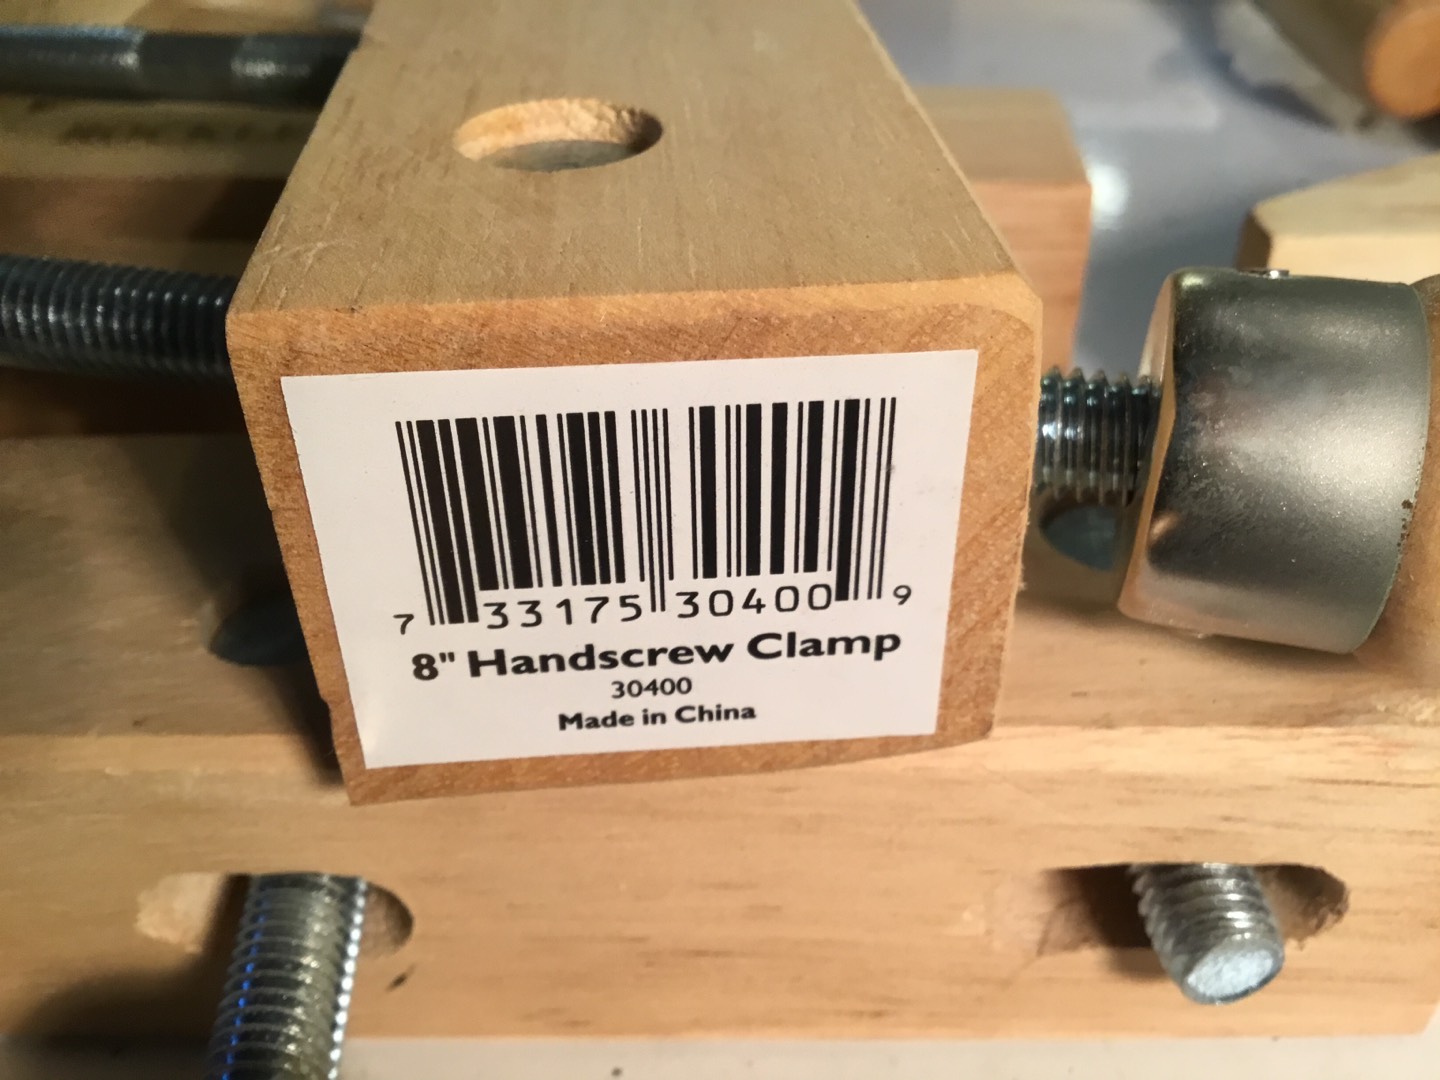 7 33175 30400 9
8" Handscrew Clamp
30400
Made in China